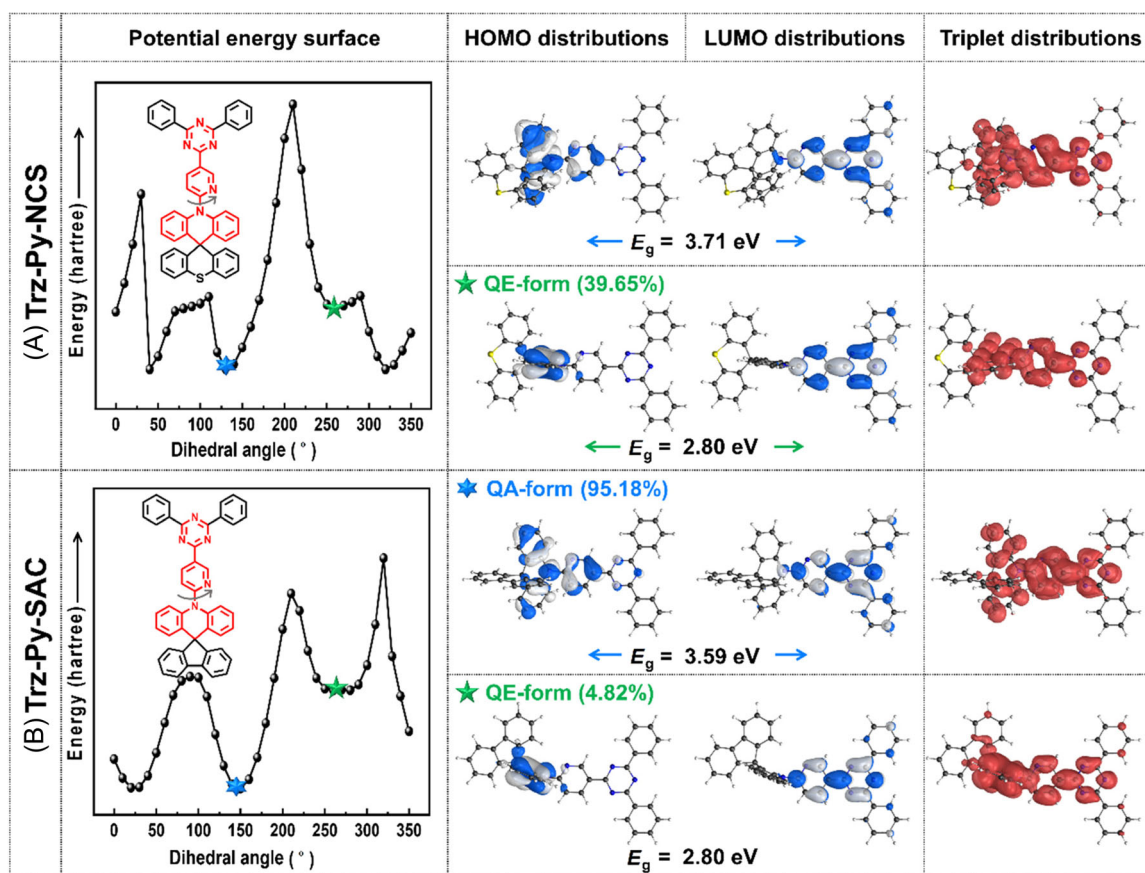 Potential energy surface
HOMO distributions
LUMO distributions
Triplet distributions
(A) Trz-Py-NCS
Energy (hartree)
N
N
N
N
N
S
0 50 100 150 200 250 300 350
Dihedral angle ( ° )
Eg = 3.71 eV
QE-form (39.65%)
Eg = 2.80 eV
(B) Trz-Py-SAC
Energy (hartree)
N
N
N
N
N
0 50 100 150 200 250 300 350
Dihedral angle ( ° )
QA-form (95.18%)
Eg = 3.59 eV
QE-form (4.82%)
Eg = 2.80 eV